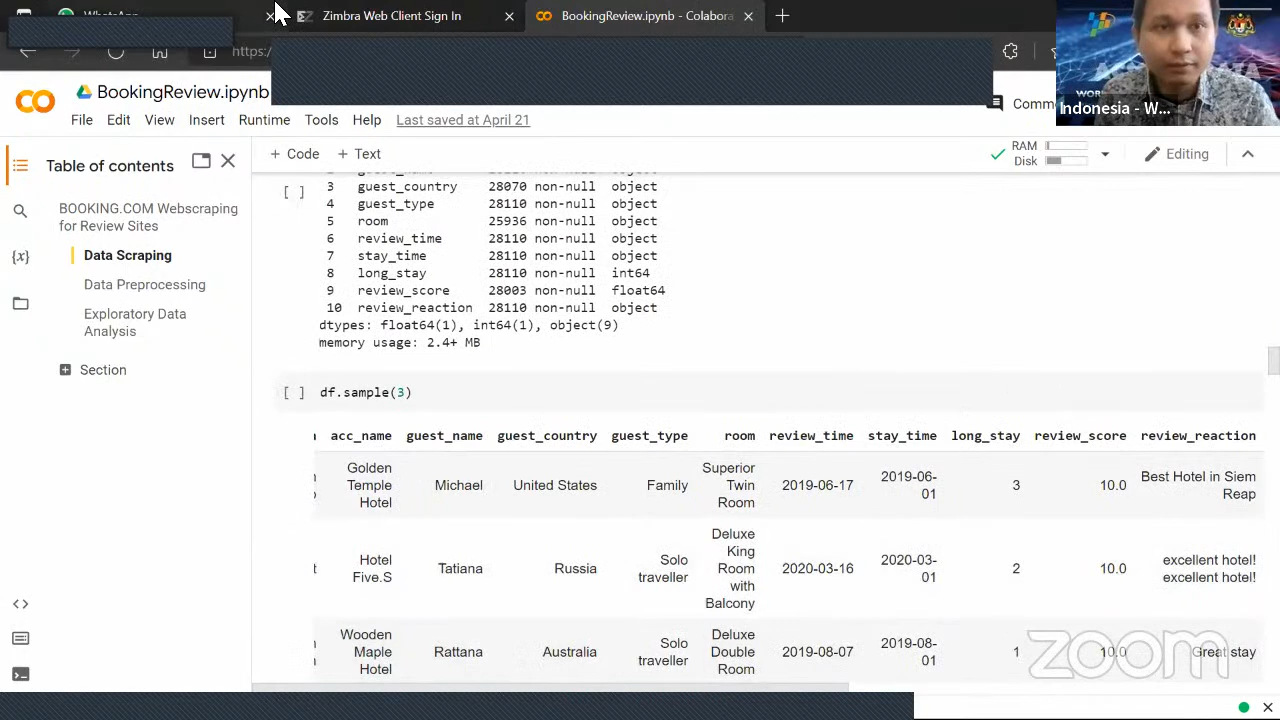 WhatsApp
Zimbra Web Client Sign In
BookingReview.ipynb - Colabora
https:/
BookingReview.ipynb
File Edit View Insert Runtime Tools Help Last saved at April 21
Comm
Indonesia - W...
Table of contents
+ Code + Text
RAM
Disk
Editing
BOOKING.COM Webscraping
for Review Sites
Data Scraping
Data Preprocessing
Exploratory Data
Analysis
Section
[ ]
3 guest_country 28070 non-null object
4 guest_type 28110 non-null object
5 room 25936 non-null object
6 review_time 28110 non-null object
7 stay_time 28110 non-null object
8 long_stay 28110 non-null int64
9 review_score 28003 non-null float64
10 review_reaction 28110 non-null object
dtypes: float64(1), int64(1), object(9)
memory usage: 2.4+ MB
[ ] df.sample(3)
acc_name guest_name guest_country guest_type room review_time stay_time long_stay review_score review_reaction
Golden
Temple
Hotel
Michael
United States
Family
Superior
Twin
Room
2019-06-17
2019-06-
01
3
10.0
Best Hotel in Siem
Reap
Hotel
Five.S
Tatiana
Russia
Solo
traveller
Deluxe
King
Room
with
Balcony
2020-03-16
2020-03-
01
2
10.0
excellent hotel!
excellent hotel!
Wooden
Maple
Hotel
Rattana
Australia
Solo
traveller
Deluxe
Double
Room
2019-08-07
2019-08-
01
1
10.0
Great stay
zoom